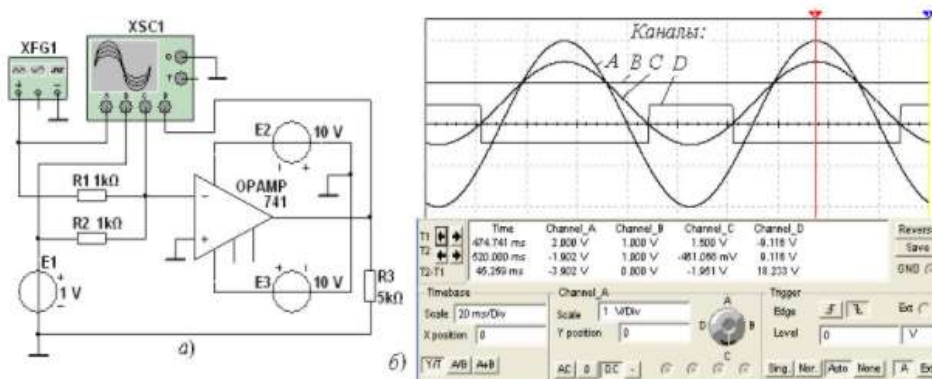 XSC1
XFG1
A B C D
E2
10 V
R1 1kΩ
OPAMP
741
R2 1kΩ
E1
1 V
E3
10 V
R3
5kΩ
а)
б)
Каналы:
A B C D
Time Channel_A Channel_B Channel_C Channel_D
T1 474.741 ms 2.000 V 1.000 V 1.500 V -9.116 V
T2 520.000 ms -1.902 V 1.000 V -451.066 mV 9.116 V
T2-T1 45.259 ms -3.902 V 0.000 V -1.951 V 18.233 V
Reverse
Save
GND
Timebase
Scale 20 ms/Div
X position 0
Y/T A/B A+B
Channel_A
Scale 1 V/Div
Y position 0
AC 0 DC -
A
D B
C
Trigger
Edge Ext
Level 0 V
Sing. Nor. Auto None A Ext